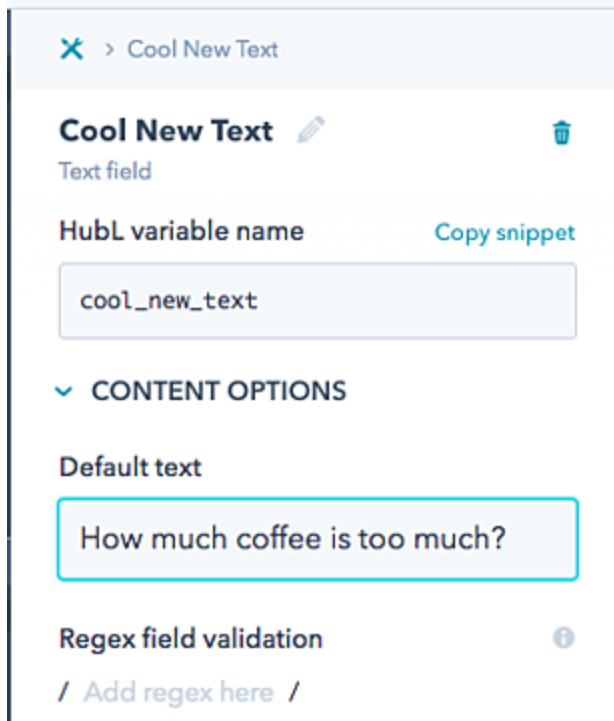 > Cool New Text
Cool New Text
Text field
HubL variable name Copy snippet
cool_new_text
CONTENT OPTIONS
Default text
How much coffee is too much?
Regex field validation
/ Add regex here /